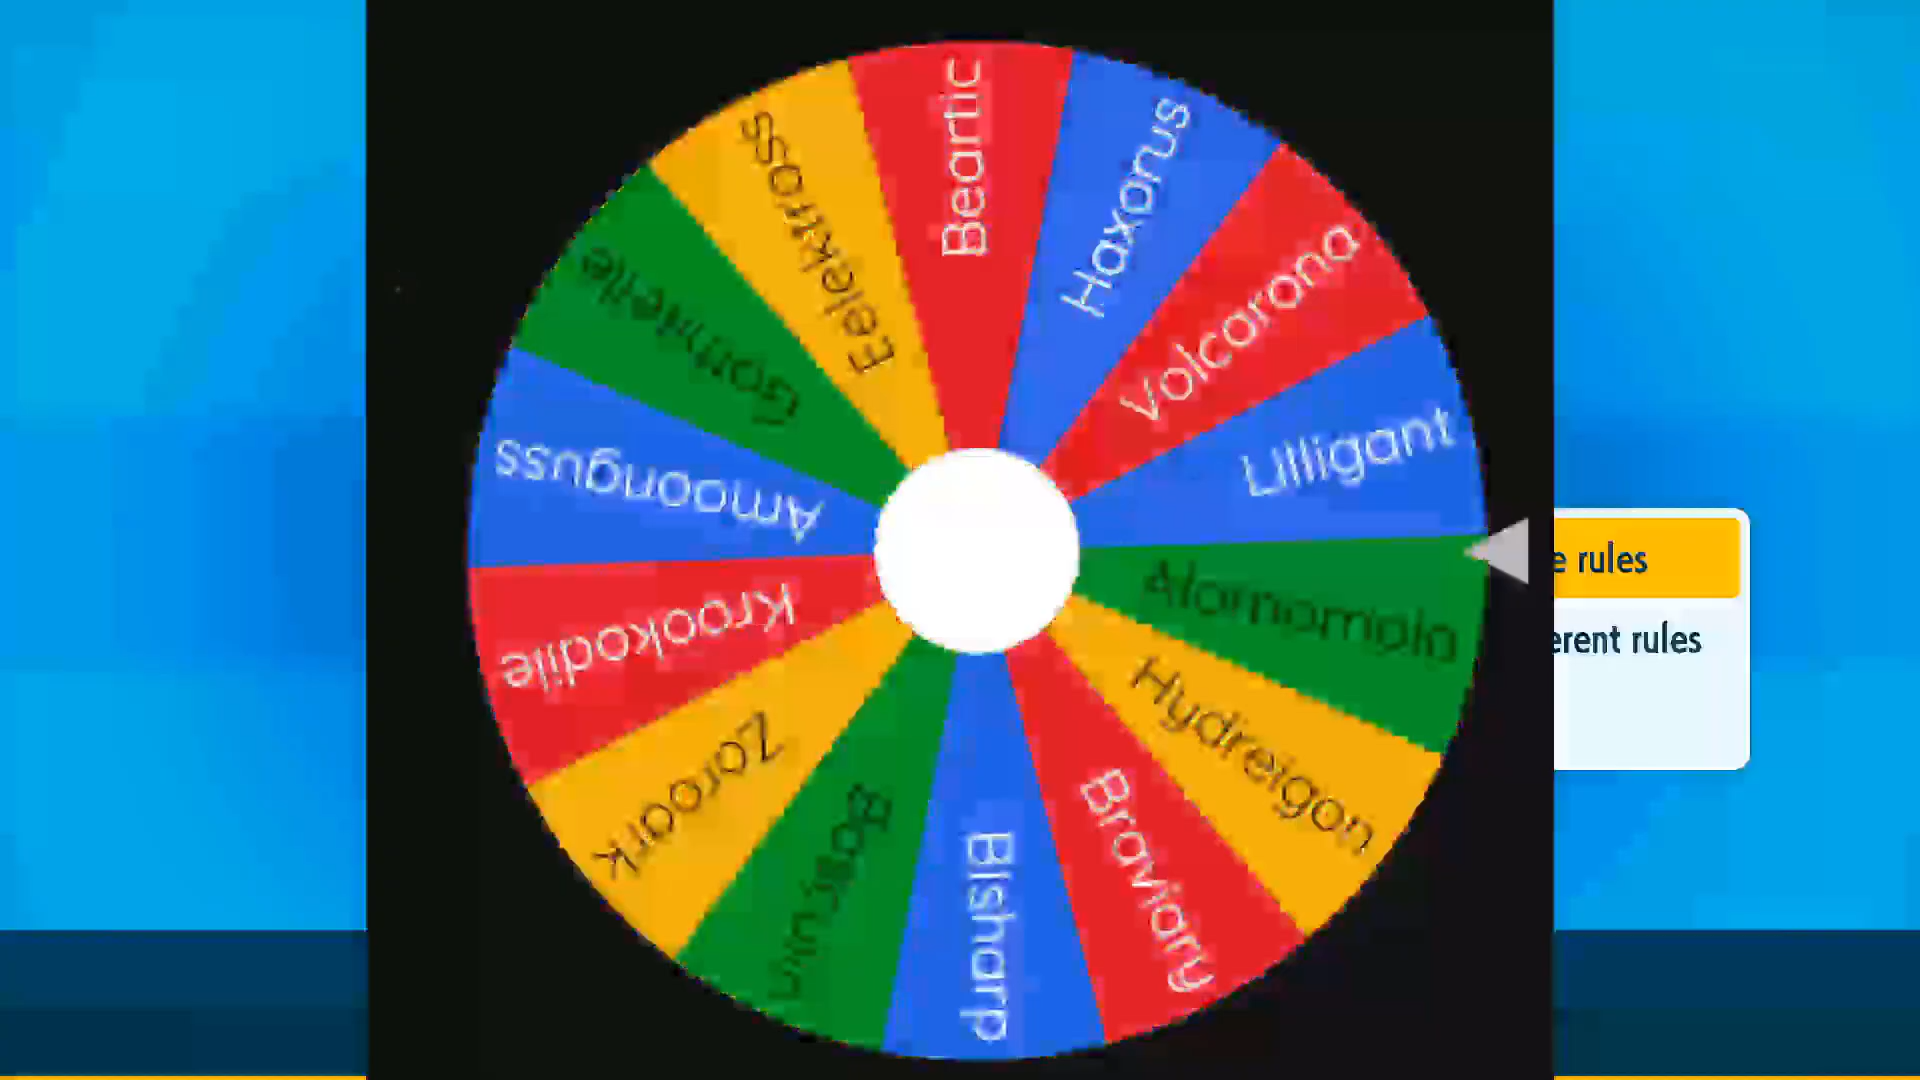 Beartic
Haxorus
Volcarona
Lilligant
Alomomola
Hydreigon
Braviary
Bisharp
Zoroark
Krookodile
Amoonguss
Gothitelle
Eelektross
e rules
erent rules